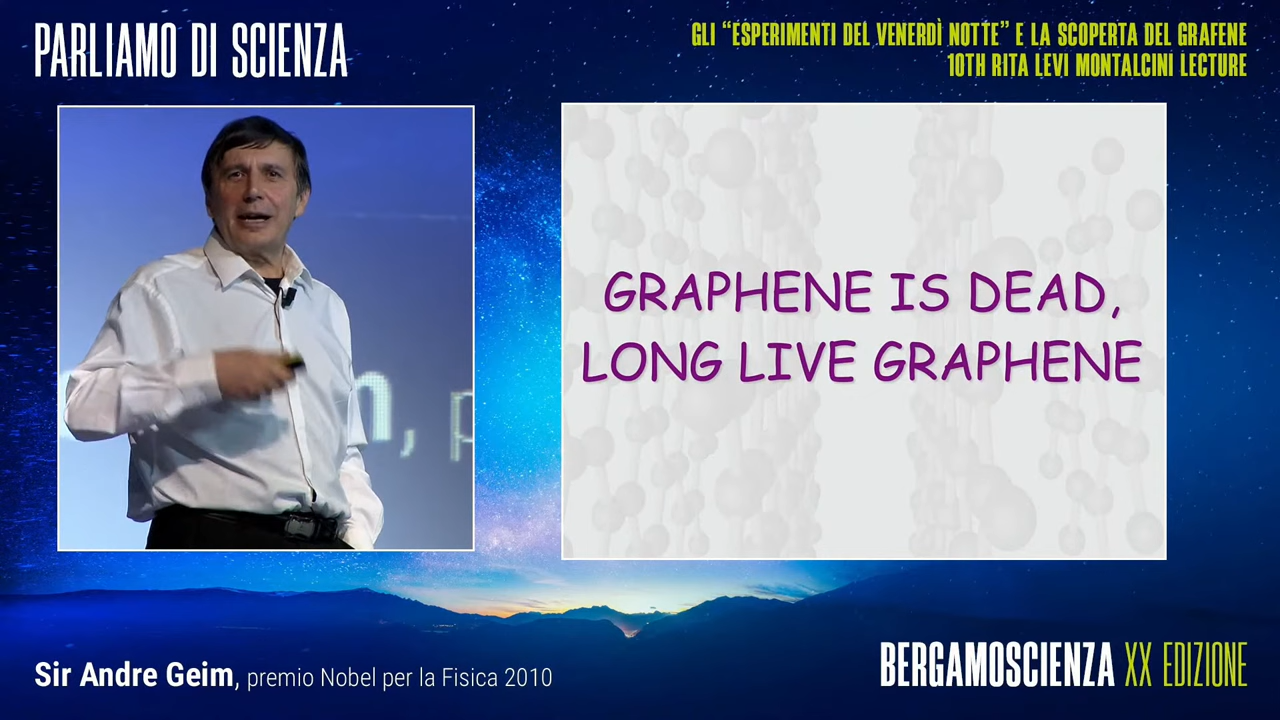 PARLIAMO DI SCIENZA
GLI “ESPERIMENTI DEL VENERDÌ NOTTE” E LA SCOPERTA DEL GRAFENE
10TH RITA LEVI MONTALCINI LECTURE
GRAPHENE IS DEAD,
LONG LIVE GRAPHENE
Sir Andre Geim, premio Nobel per la Fisica 2010
BERGAMOSCIENZA XX EDIZIONE